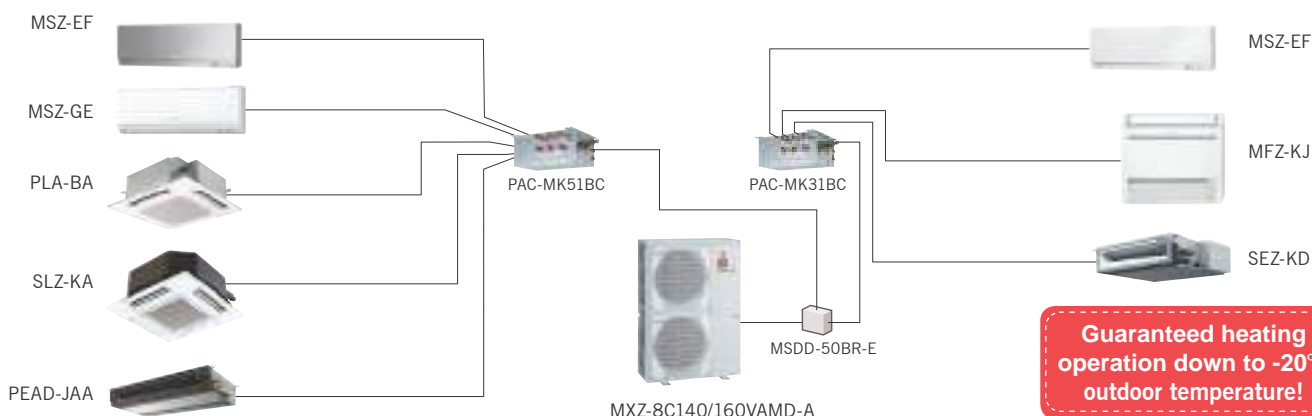 MSZ-EF
MSZ-GE
PLA-BA
SLZ-KA
PEAD-JAA
PAC-MK51BC
PAC-MK31BC
MSDD-50BR-E
MXZ-8C140/160VAMD-A
MSZ-EF
MFZ-KJ
SEZ-KD
Guaranteed heating
operation down to -20°
outdoor temperature!